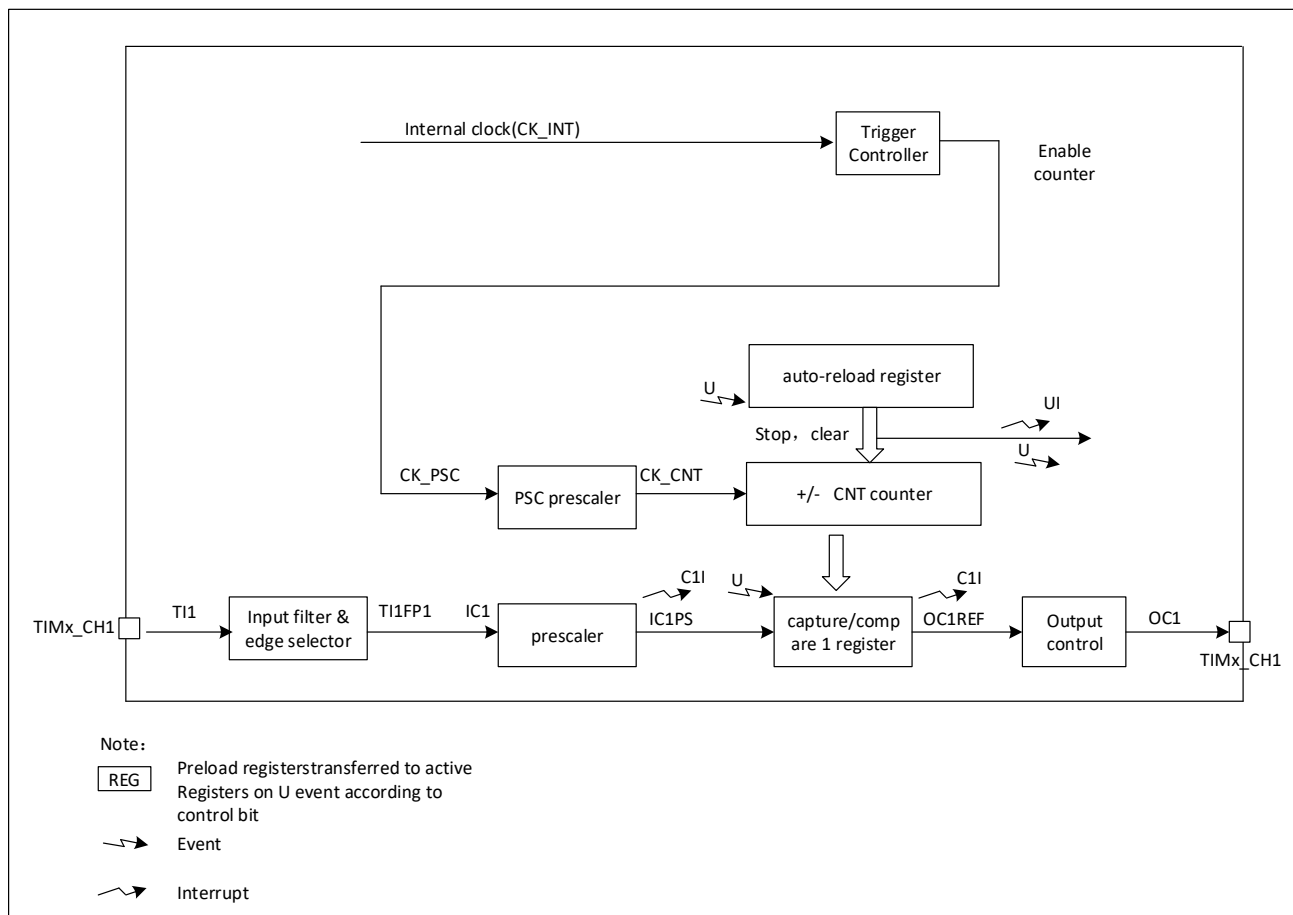 Internal clock(CK_INT)
Trigger
Controller
Enable
counter
auto-reload register
U
UI
Stop，clear
U
CK_PSC
PSC prescaler
CK_CNT
+/- CNT counter
TIMx_CH1
TI1
Input filter &
edge selector
TI1FP1
IC1
prescaler
C1I
IC1PS
U
capture/comp
are 1 register
C1I
OC1REF
Output
control
OC1
TIMx_CH1
Note：
REG
Preload registerstransferred to active
Registers on U event according to
control bit
Event
Interrupt